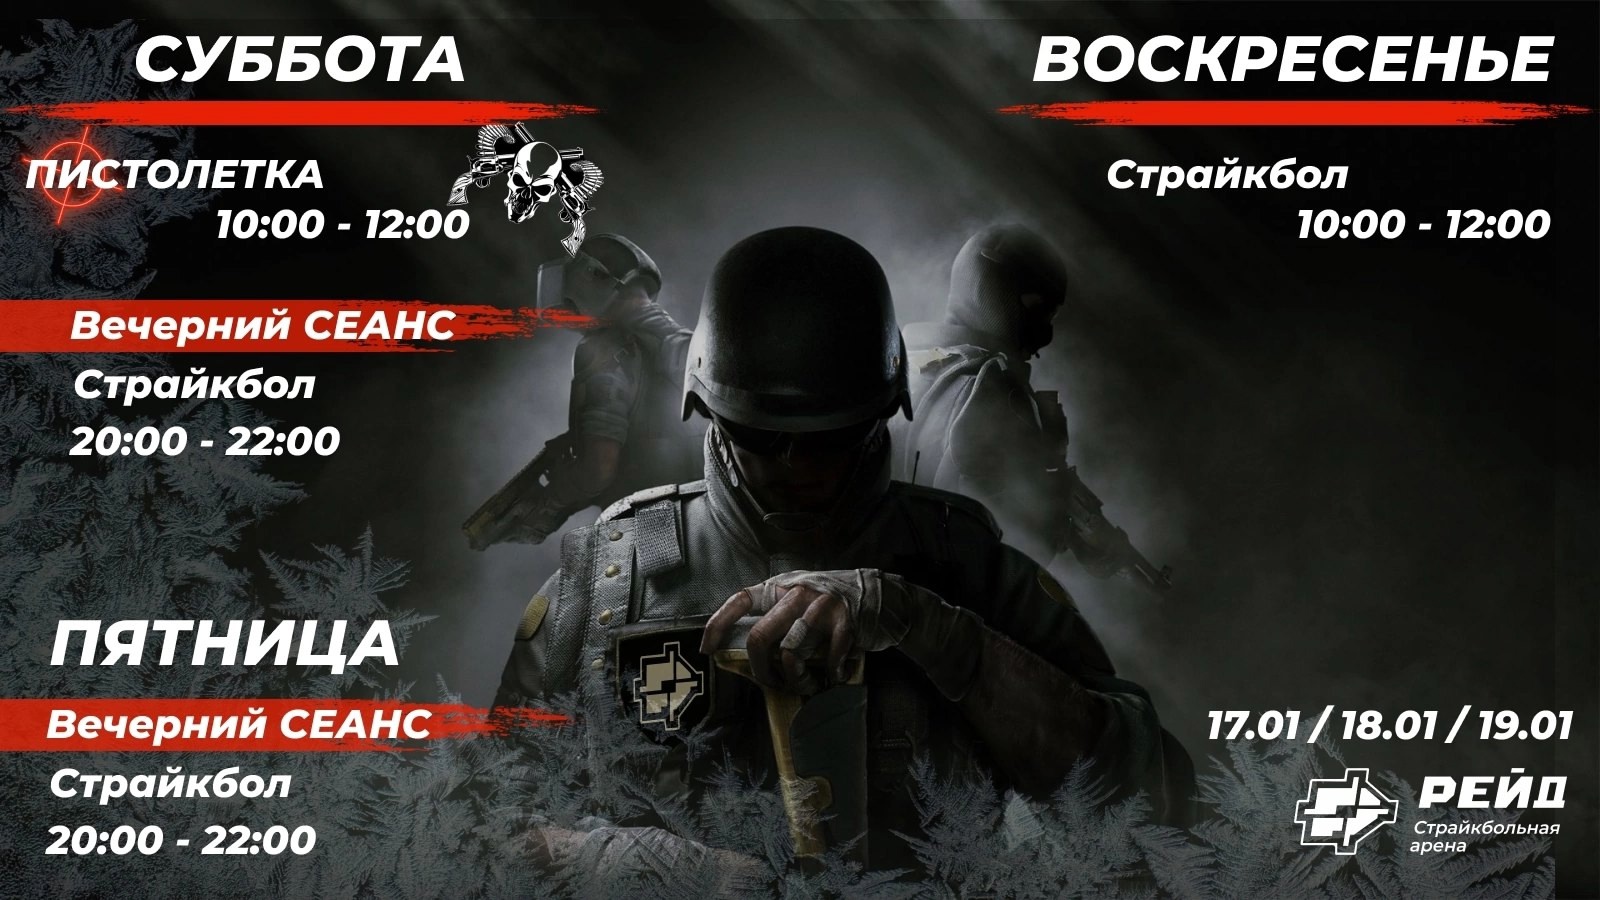 СУББОТА
ПИСТОЛЕТКА
10:00 - 12:00
Вечерний СЕАНС
Страйкбол
20:00 - 22:00
ПЯТНИЦА
Вечерний СЕАНС
Страйкбол
20:00 - 22:00
ВОСКРЕСЕНЬЕ
Страйкбол
10:00 - 12:00
17.01 / 18.01 / 19.01
РЕЙД
Страйкбольная
арена